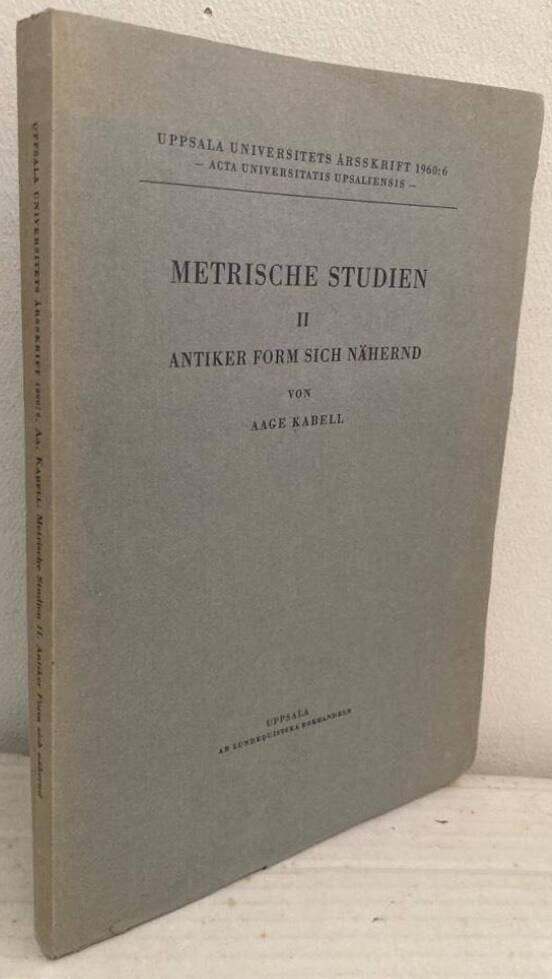 UPPSALA UNIVERSITETS ÅRSSKRIFT 1960:6
– ACTA UNIVERSITATIS UPSALIENSIS –
METRISCHE STUDIEN
II
ANTIKER FORM SICH NÄHERND
VON
AAGE KABELL
UPPSALA
AB LUNDEQUISTSKA BOKHANDELN
UPPSALA UNIVERSITETS ÅRSSKRIFT 1960:6. AA. KABELL: Metrische Studien II. Antiker Form sich nähernd